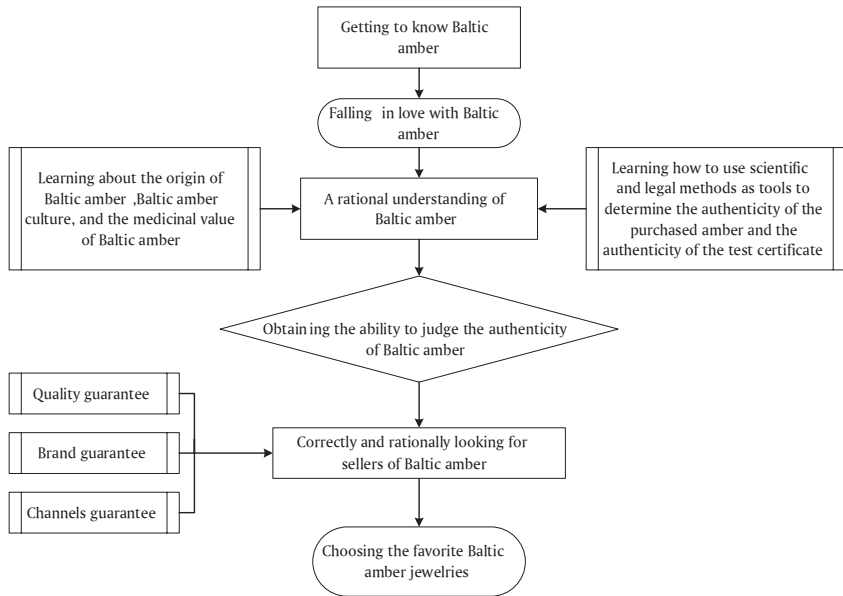 Getting to know Baltic
amber
Falling in love with Baltic
amber
Learning about the origin of
Baltic amber ,Baltic amber
culture, and the medicinal value
of Baltic amber
A rational understanding of
Baltic amber
Learning how to use scientific
and legal methods as tools to
determine the authenticity of the
purchased amber and the
authenticity of the test certificate
Obtaining the ability to judge the authenticity
of Baltic amber
Quality guarantee
Brand guarantee
Channels guarantee
Correctly and rationally looking for
sellers of Baltic amber
Choosing the favorite Baltic
amber jewelries